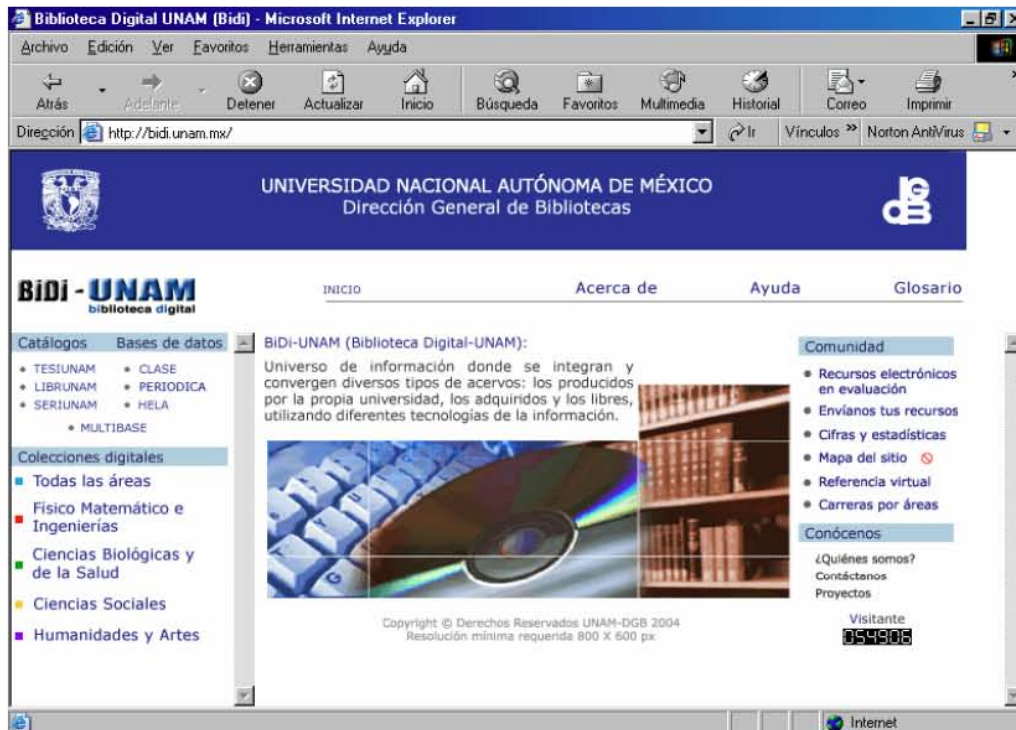 Biblioteca Digital UNAM (Bidi) - Microsoft Internet Explorer
Archivo Edición Ver Favoritos Herramientas Ayuda
Atrás Adelante Detener Actualizar Inicio Búsqueda Favoritos Multimedia Historial Correo Imprimir
Dirección http://bidi.unam.mx/ Ir Vínculos » Norton AntiVirus
UNIVERSIDAD NACIONAL AUTÓNOMA DE MÉXICO
Dirección General de Bibliotecas
BiDi - UNAM
biblioteca digital
INICIO Acerca de Ayuda Glosario
Catálogos Bases de datos
TESIUNAM CLASE
LIBRUNAM PERIODICA
SERIUNAM HELA
MULTIBASE
Colecciones digitales
Todas las áreas
Físico Matemático e
Ingenierías
Ciencias Biológicas y
de la Salud
Ciencias Sociales
Humanidades y Artes
BiDi-UNAM (Biblioteca Digital-UNAM):
Universo de información donde se integran y
convergen diversos tipos de acervos: los producidos
por la propia universidad, los adquiridos y los libres,
utilizando diferentes tecnologías de la información.
Copyright © Derechos Reservados UNAM-DGB 2004
Resolución mínima requerida 800 X 600 px
Comunidad
Recursos electrónicos
en evaluación
Envíanos tus recursos
Cifras y estadísticas
Mapa del sitio
Referencia virtual
Carreras por áreas
Conócenos
¿Quiénes somos?
Contáctanos
Proyectos
Visitante
054906
Internet